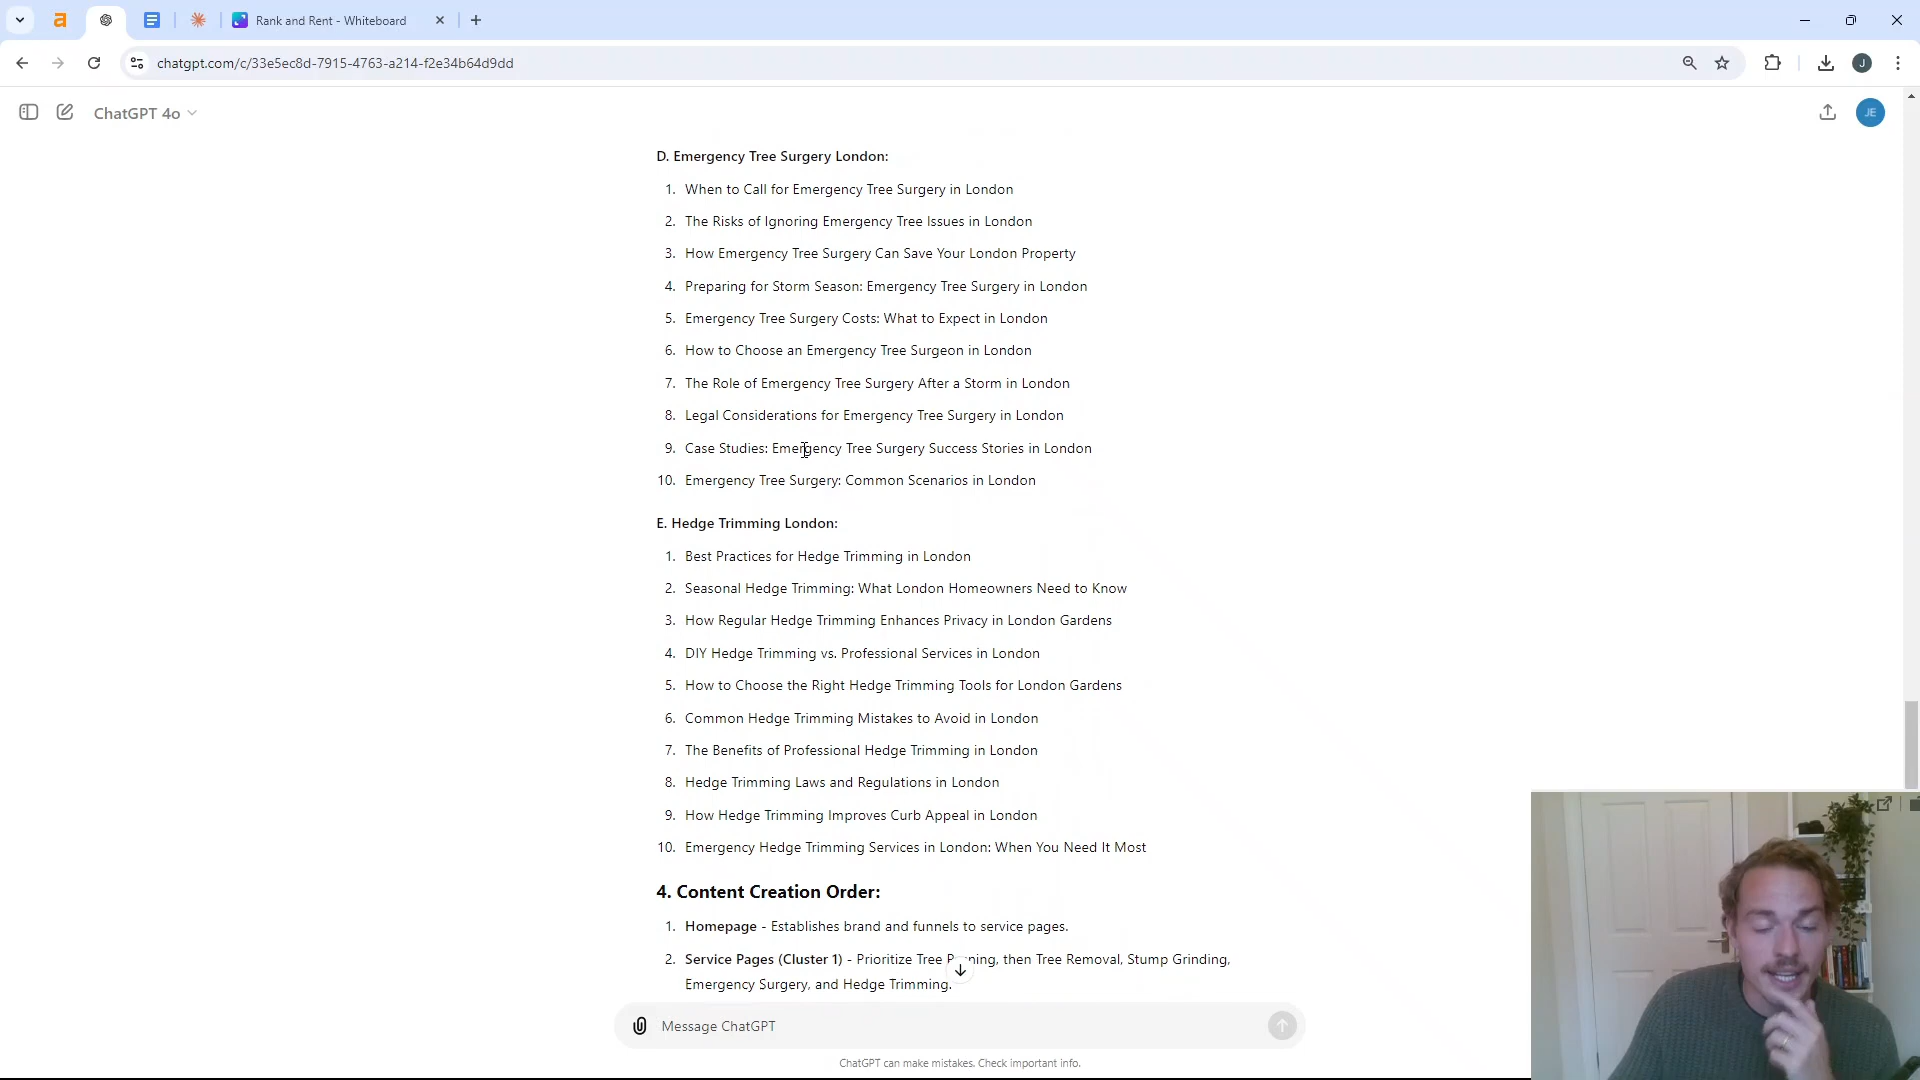 Rank and Rent - Whiteboard
chatgpt.com/c/33e5ec8d-7915-4763-a214-f2e34b64d9dd
J
ChatGPT 4o
JE
D. Emergency Tree Surgery London:
1. When to Call for Emergency Tree Surgery in London
2. The Risks of Ignoring Emergency Tree Issues in London
3. How Emergency Tree Surgery Can Save Your London Property
4. Preparing for Storm Season: Emergency Tree Surgery in London
5. Emergency Tree Surgery Costs: What to Expect in London
6. How to Choose an Emergency Tree Surgeon in London
7. The Role of Emergency Tree Surgery After a Storm in London
8. Legal Considerations for Emergency Tree Surgery in London
9. Case Studies: Emergency Tree Surgery Success Stories in London
10. Emergency Tree Surgery: Common Scenarios in London
E. Hedge Trimming London:
1. Best Practices for Hedge Trimming in London
2. Seasonal Hedge Trimming: What London Homeowners Need to Know
3. How Regular Hedge Trimming Enhances Privacy in London Gardens
4. DIY Hedge Trimming vs. Professional Services in London
5. How to Choose the Right Hedge Trimming Tools for London Gardens
6. Common Hedge Trimming Mistakes to Avoid in London
7. The Benefits of Professional Hedge Trimming in London
8. Hedge Trimming Laws and Regulations in London
9. How Hedge Trimming Improves Curb Appeal in London
10. Emergency Hedge Trimming Services in London: When You Need It Most
4. Content Creation Order:
1. Homepage - Establishes brand and funnels to service pages.
2. Service Pages (Cluster 1) - Prioritize Tree Pruning, then Tree Removal, Stump Grinding,
Emergency Surgery, and Hedge Trimming.
Message ChatGPT
ChatGPT can make mistakes. Check important info.